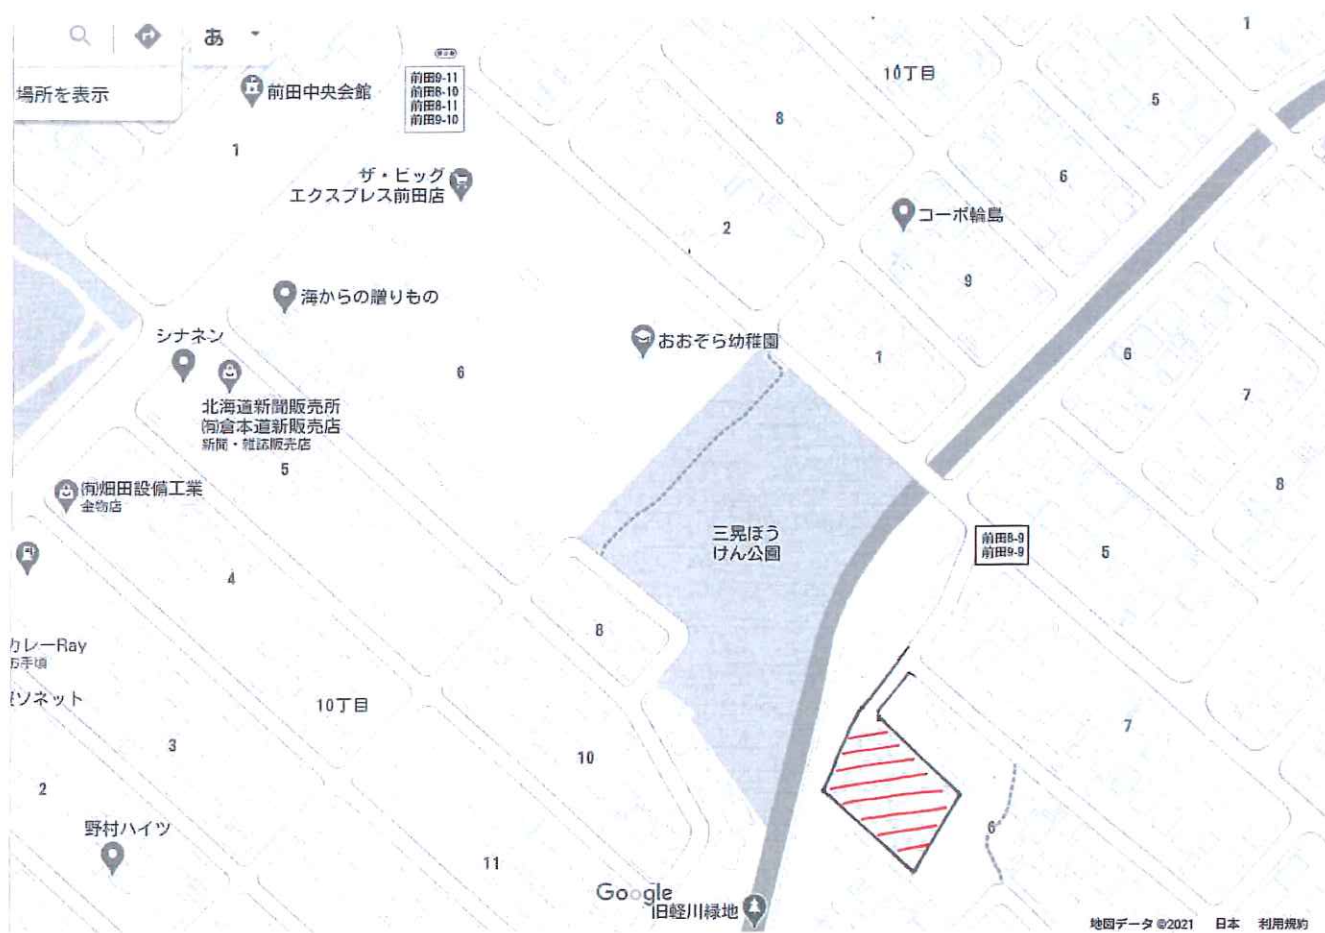 あ
場所を表示
前田中央会館
前田9-11
前田8-10
前田8-11
前田9-10
10丁目
1
5
8
6
1
ザ・ビッグ
エクスプレス前田店
2
コーポ輪島
9
海からの贈りもの
シナネン
おおぞら幼稚園
1
6
6
7
北海道新聞販売所
㈲倉本道新販売店
新聞・雑誌販売店
5
8
㈲畑田設備工業
金物店
三晃ぼう
けん公園
前田8-9
前田9-9
5
4
8
カレーRay
お手頃
ソネット
10丁目
3
10
7
2
6
野村ハイツ
11
Google
旧軽川緑地
地図データ ©2021
日本
利用規約